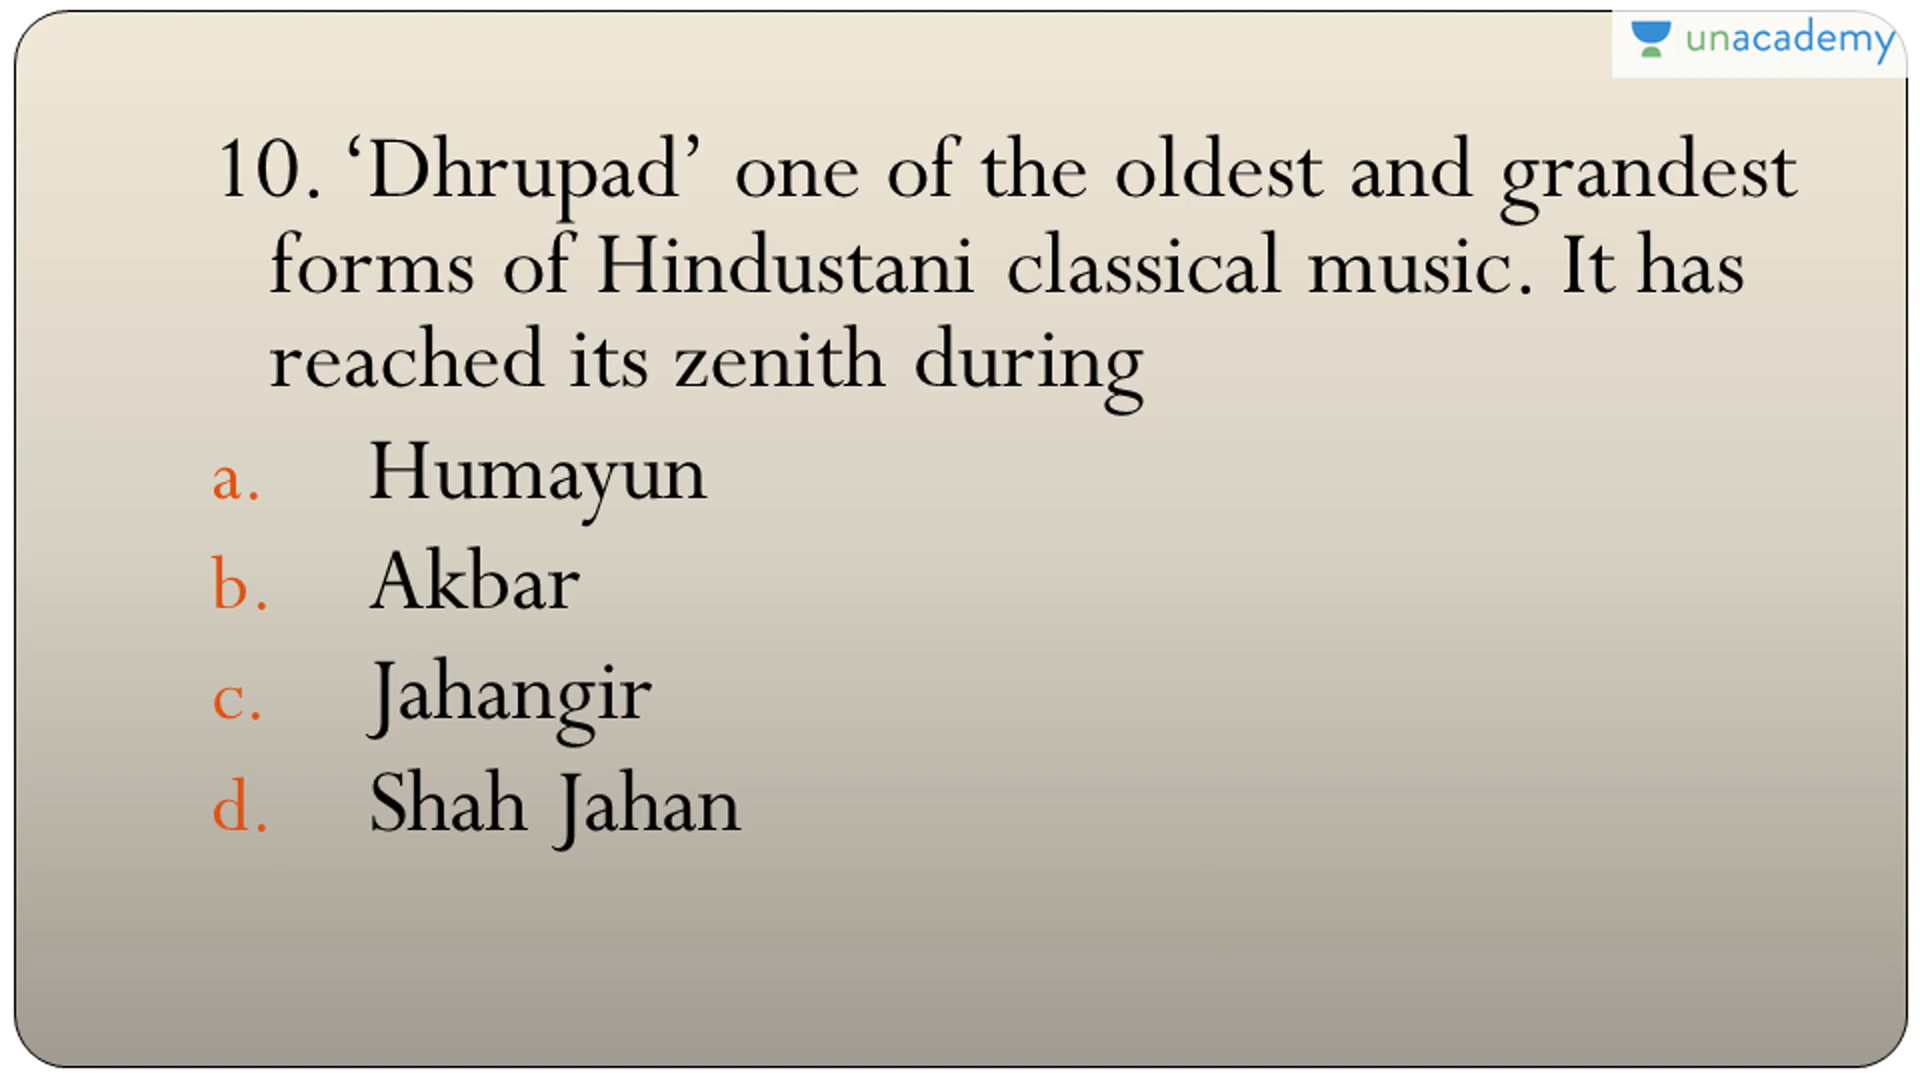 unacademy
10. ‘Dhrupad’ one of the oldest and grandest
forms of Hindustani classical music. It has
reached its zenith during
a. Humayun
b. Akbar
c. Jahangir
d. Shah Jahan